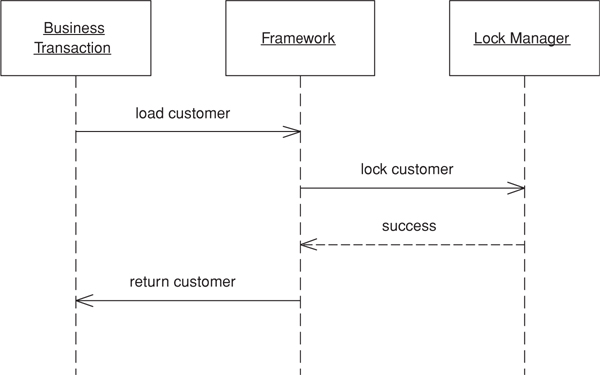 Business
Transaction
Framework
Lock Manager
load customer
lock customer
success
return customer